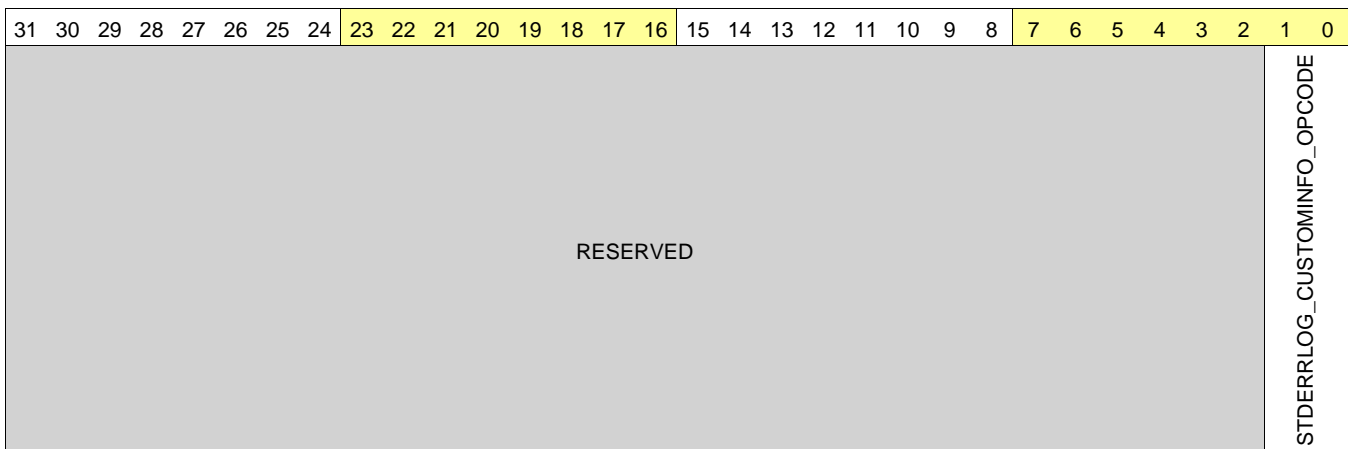 31 30 29 28 27 26 25 24 23 22 21 20 19 18 17 16 15 14 13 12 11 10 9 8 7 6 5 4 3 2 1 0
RESERVED
STDERRLOG_CUSTOMINFO_OPCODE